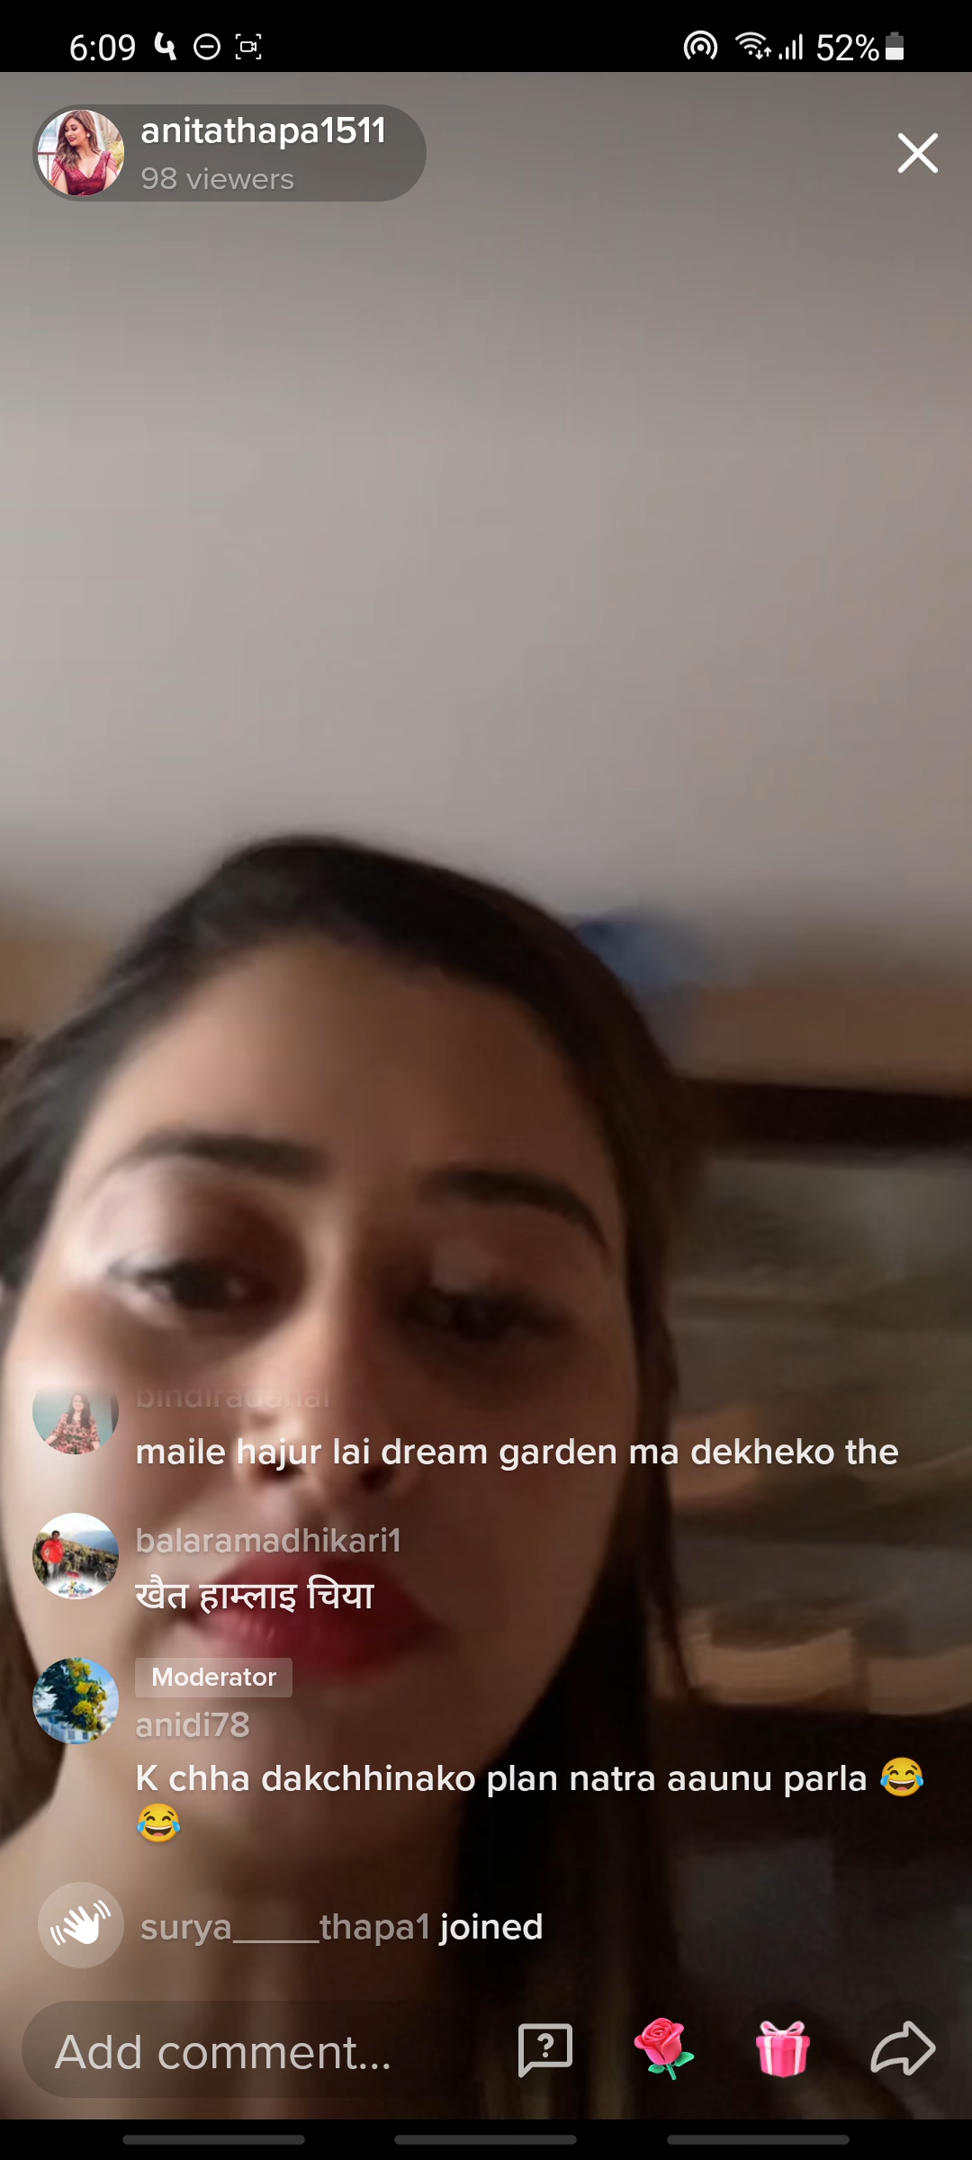 6:09
52%
anitathapa1511
98 viewers
maile hajur lai dream garden ma dekheko the
balaramadhikari1
खैत हाम्लाइ चिया
Moderator
anidi78
K chha dakchhinako plan natra aaunu parla 😂
😂
surya____thapa1 joined
Add comment...